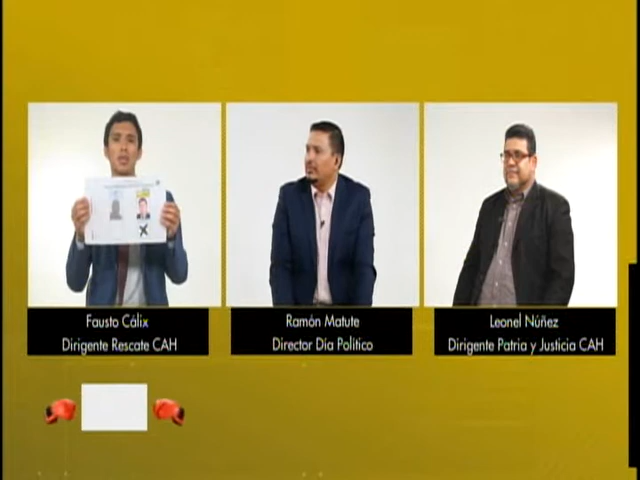 Fausto Cálix
Dirigente Rescate CAH
Ramón Matute
Director Día Político
Leonel Núñez
Dirigente Patria y Justicia CAH